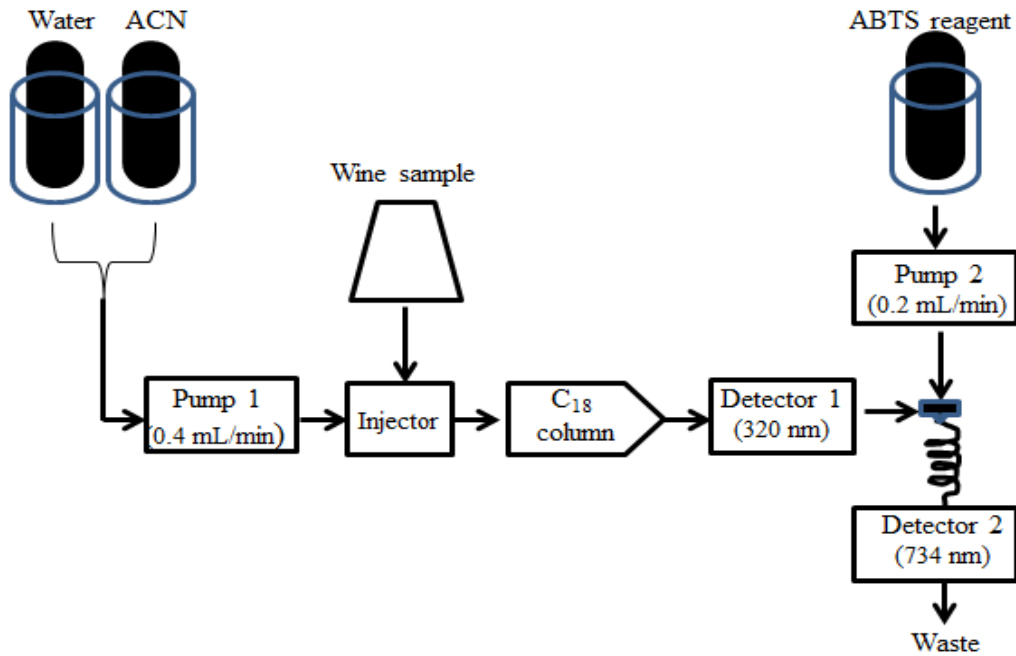 Water
ACN
ABTS reagent
Wine sample
Pump 2
(0.2 mL/min)
Pump 1
(0.4 mL/min)
Injector
C₁₈
column
Detector 1
(320 nm)
Detector 2
(734 nm)
Waste